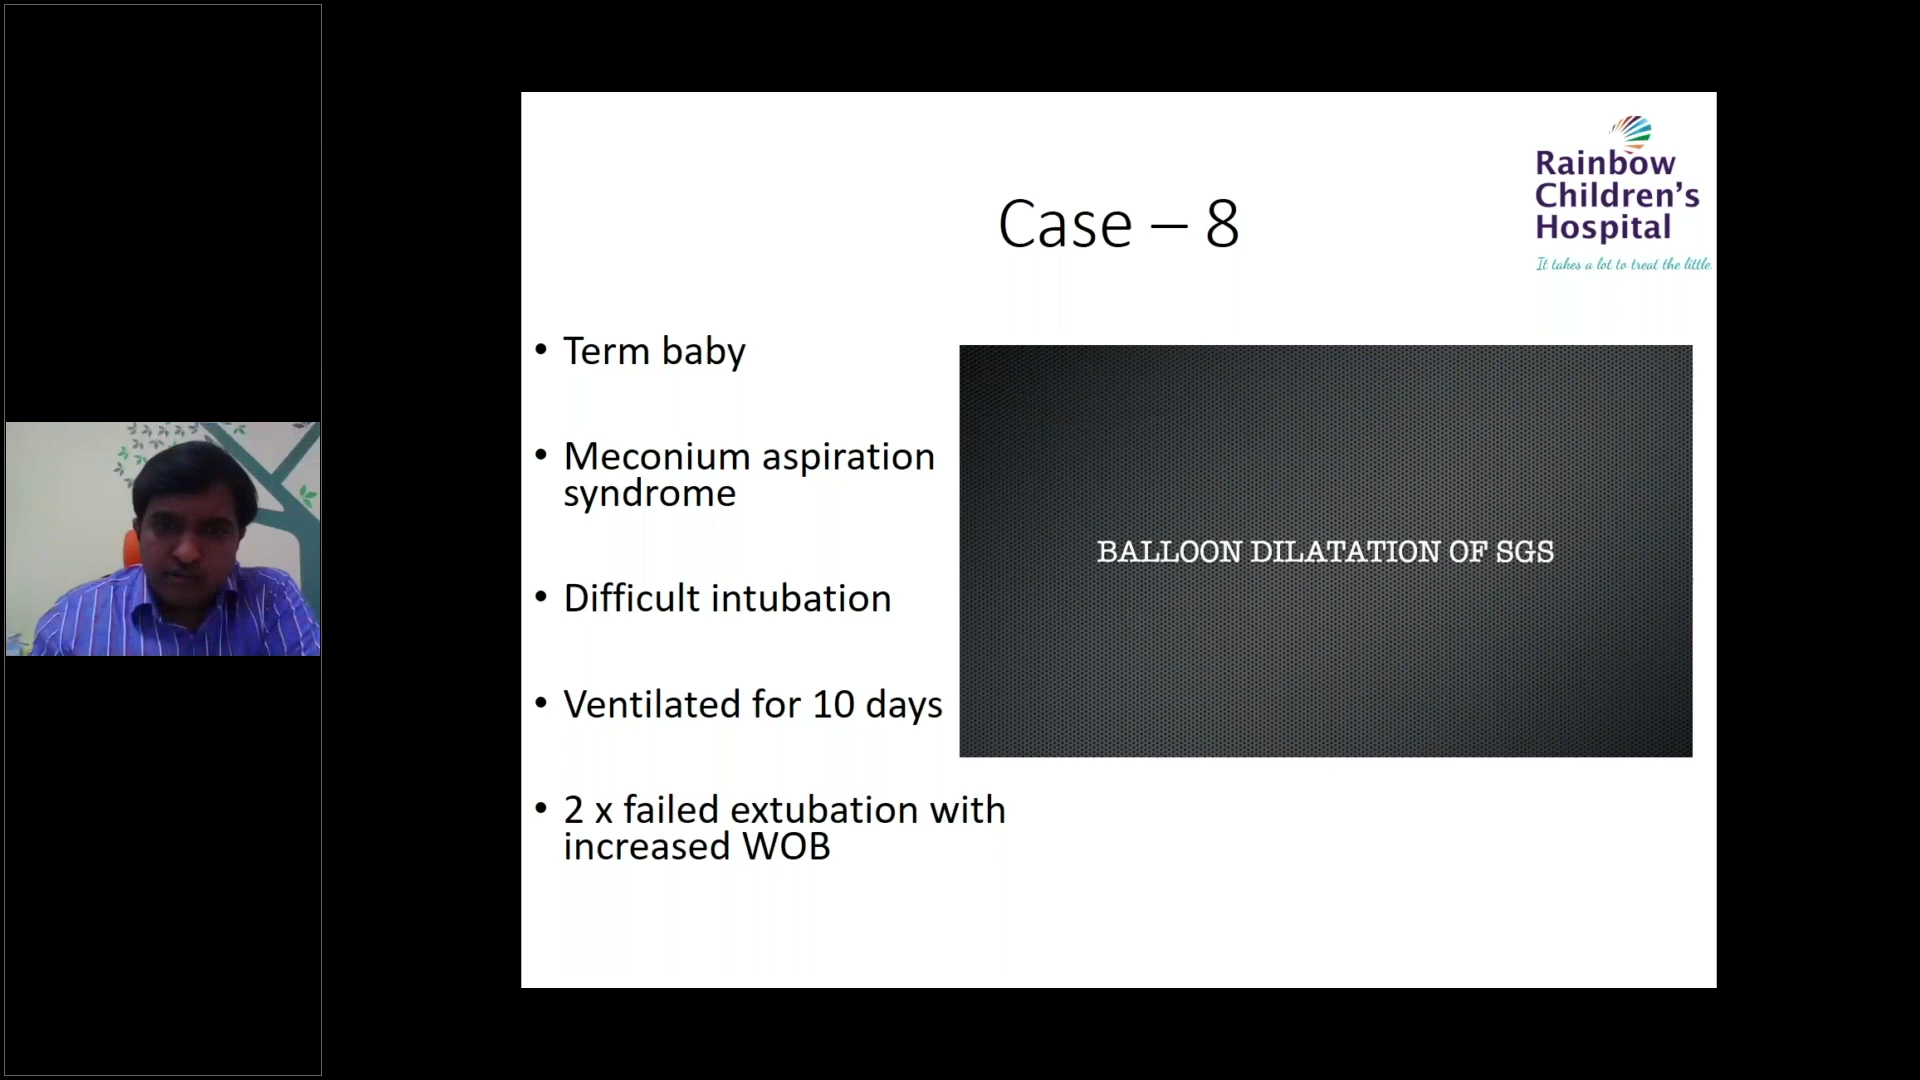 Rainbow
Children's
Hospital
It takes a lot to treat the little.
Case – 8
• Term baby
• Meconium aspiration
syndrome
• Difficult intubation
• Ventilated for 10 days
• 2 x failed extubation with
increased WOB
BALLOON DILATATION OF SGS